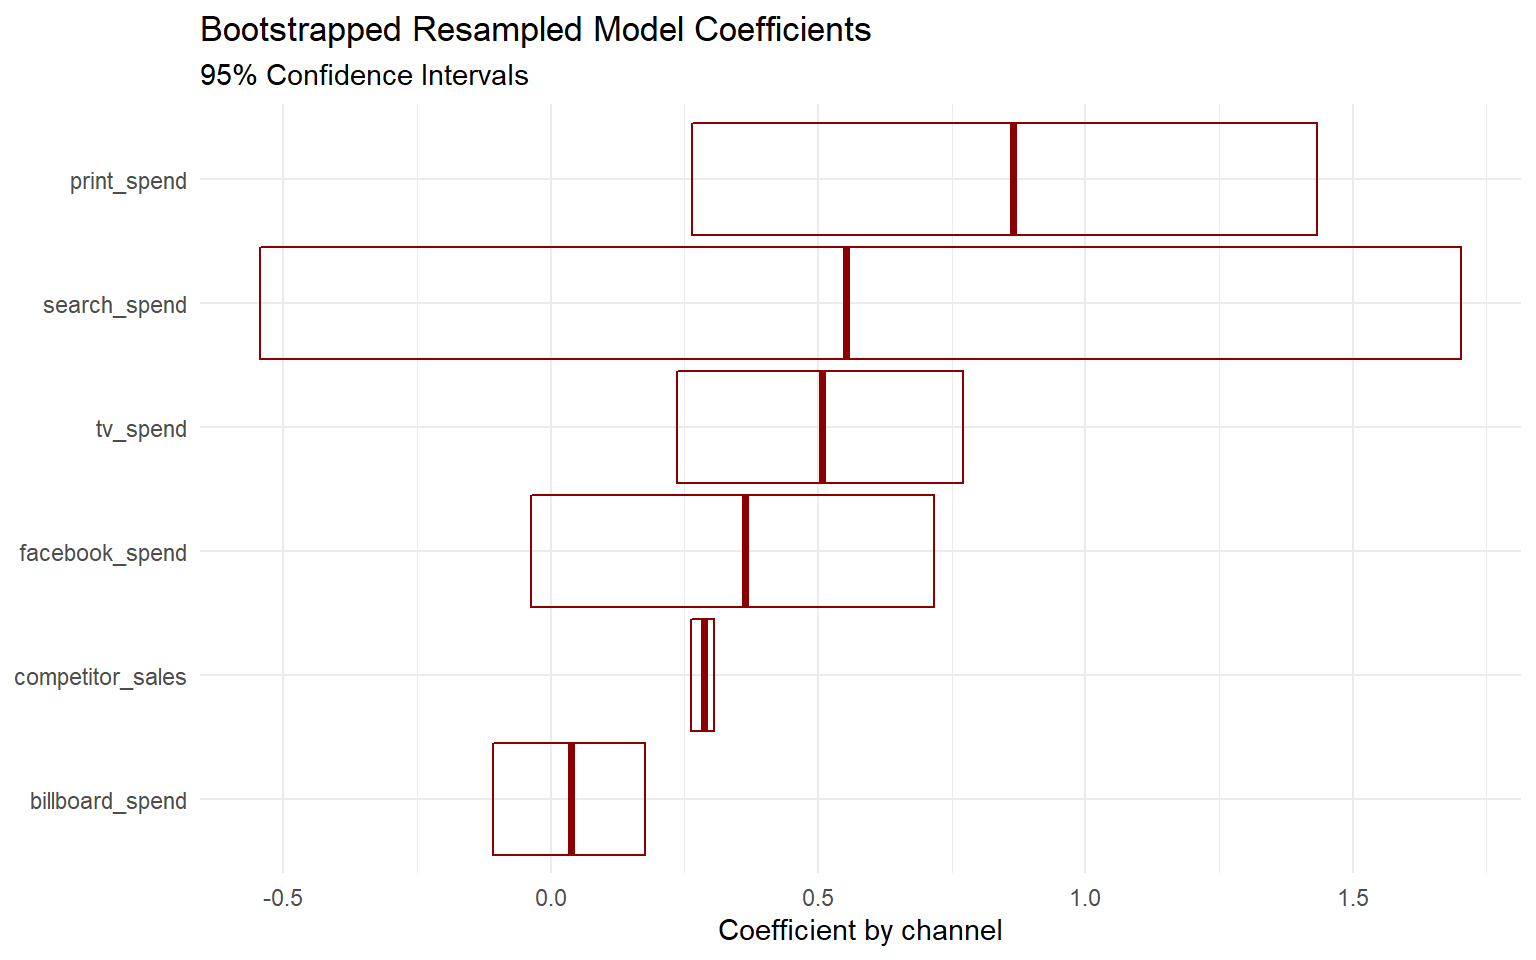 Bootstrapped Resampled Model Coefficients
95% Confidence Intervals
print_spend
search_spend
tv_spend
facebook_spend
competitor_sales
billboard_spend
-0.5 0.0 0.5 1.0 1.5
Coefficient by channel